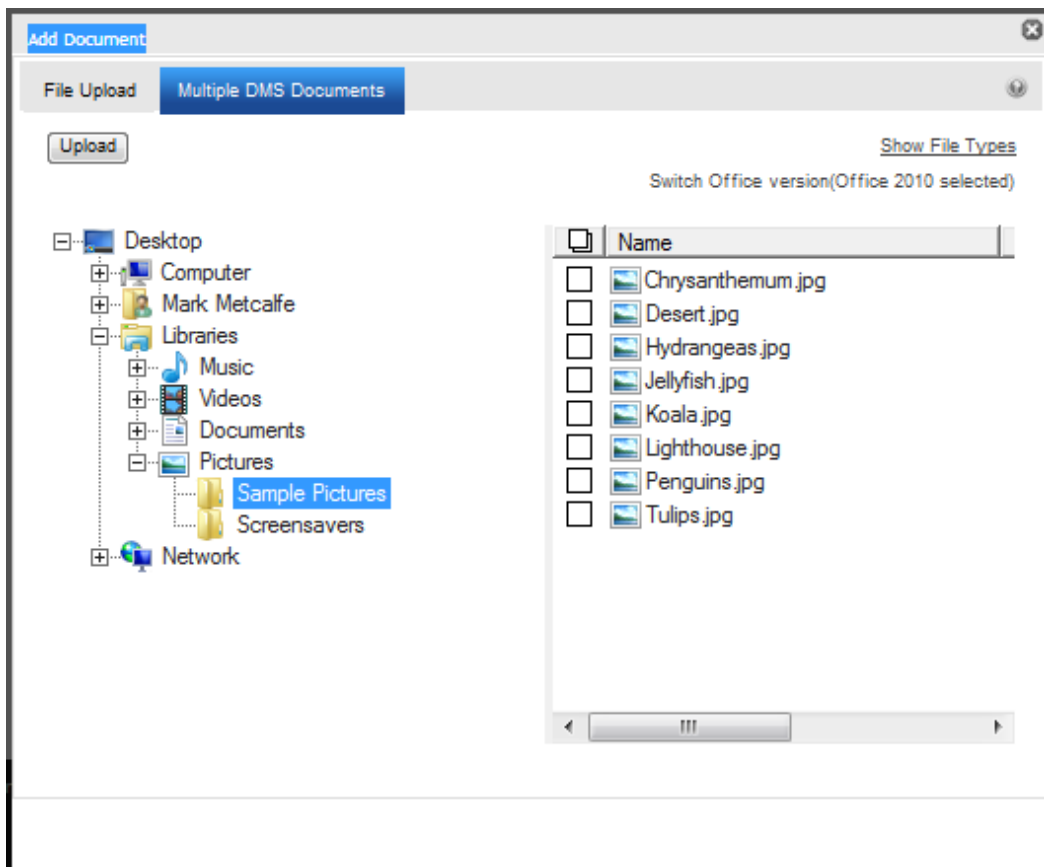 Add Document
File Upload Multiple DMS Documents
Upload
Show File Types
Switch Office version(Office 2010 selected)
Desktop
Computer
Mark Metcalfe
Libraries
Music
Videos
Documents
Pictures
Sample Pictures
Screensavers
Network
Name
Chrysanthemum.jpg
Desert.jpg
Hydrangeas.jpg
Jellyfish.jpg
Koala.jpg
Lighthouse.jpg
Penguins.jpg
Tulips.jpg